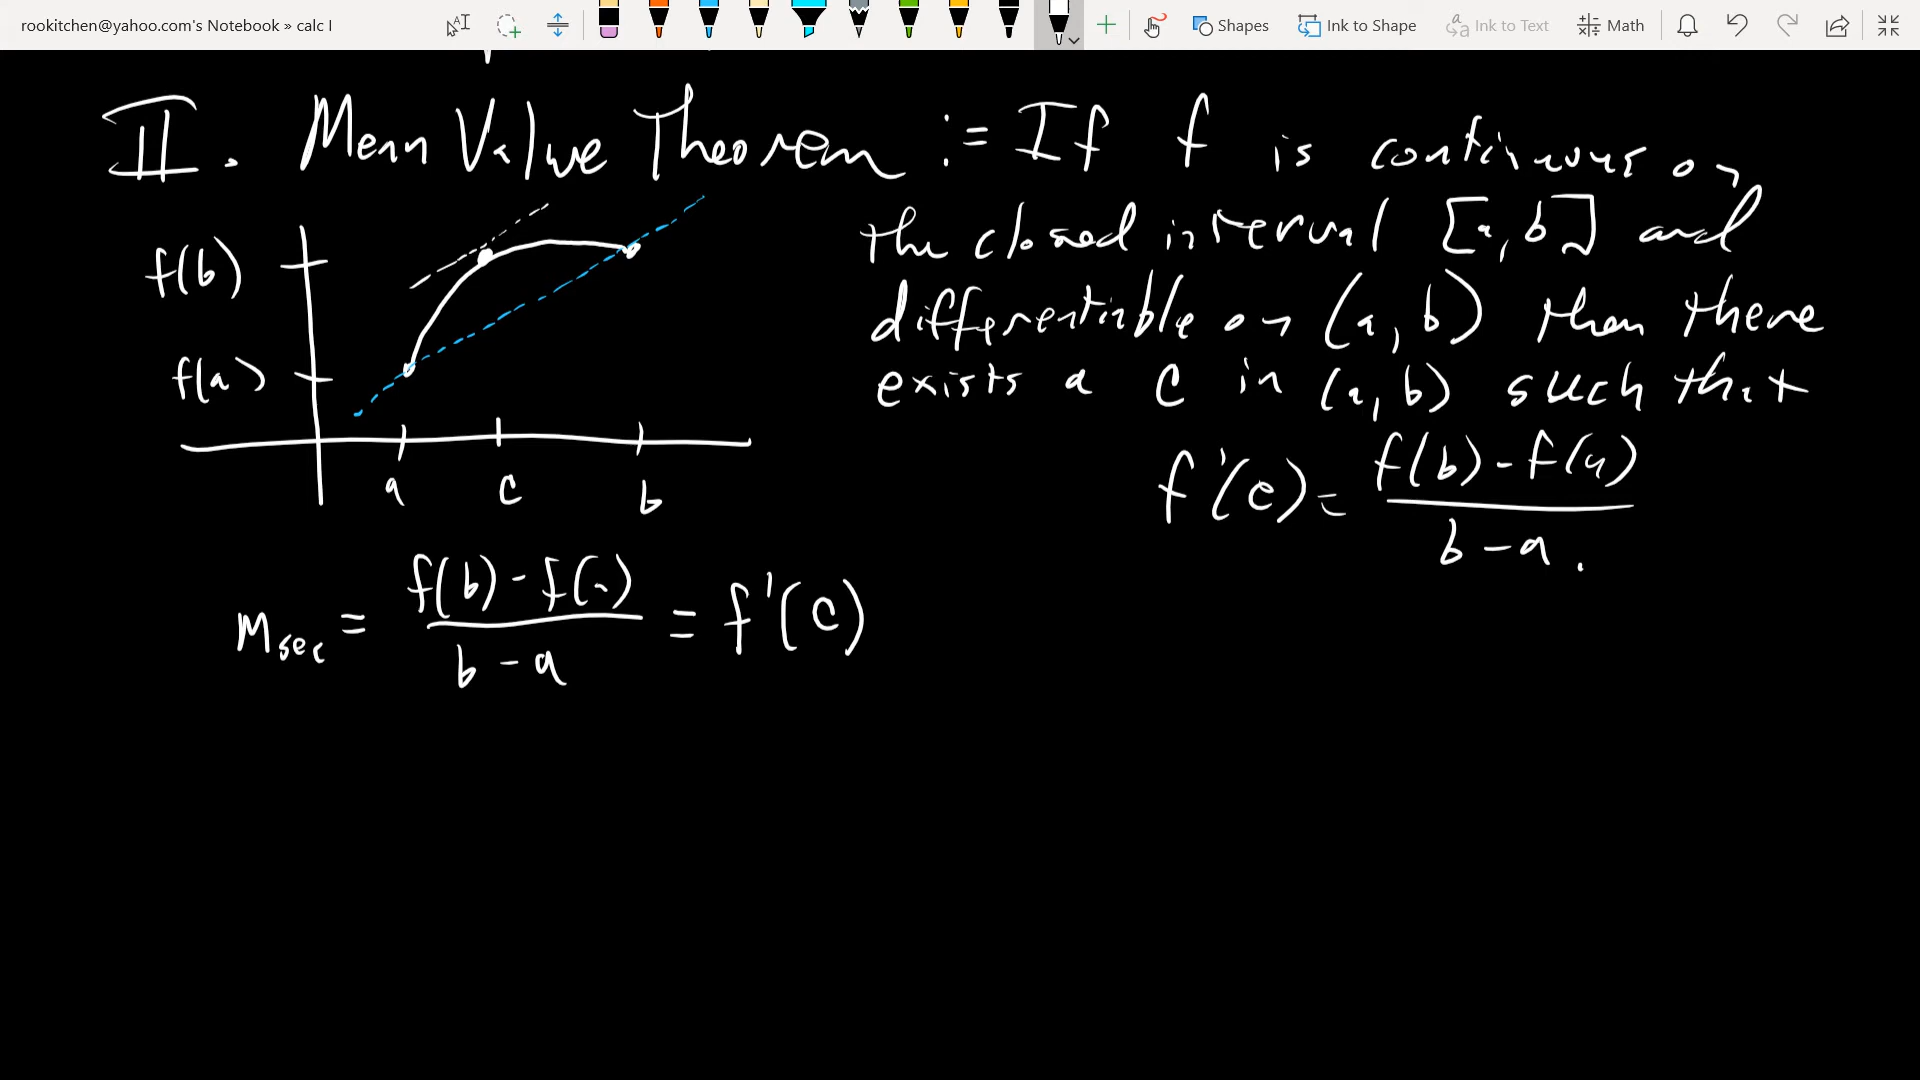 rookitchen@yahoo.com's Notebook » calc I
Shapes
Ink to Shape
Ink to Text
Math
II. Mean Value Theorem := If f is continuous on
the closed interval [a, b] and
differentiable on (a, b) then there
exists a c in (a, b) such that
f'(c) = f(b) - f(a)
b - a .
f(b)
f(a)
a c b
m sec = f(b) - f(a) = f'(c)
b - a